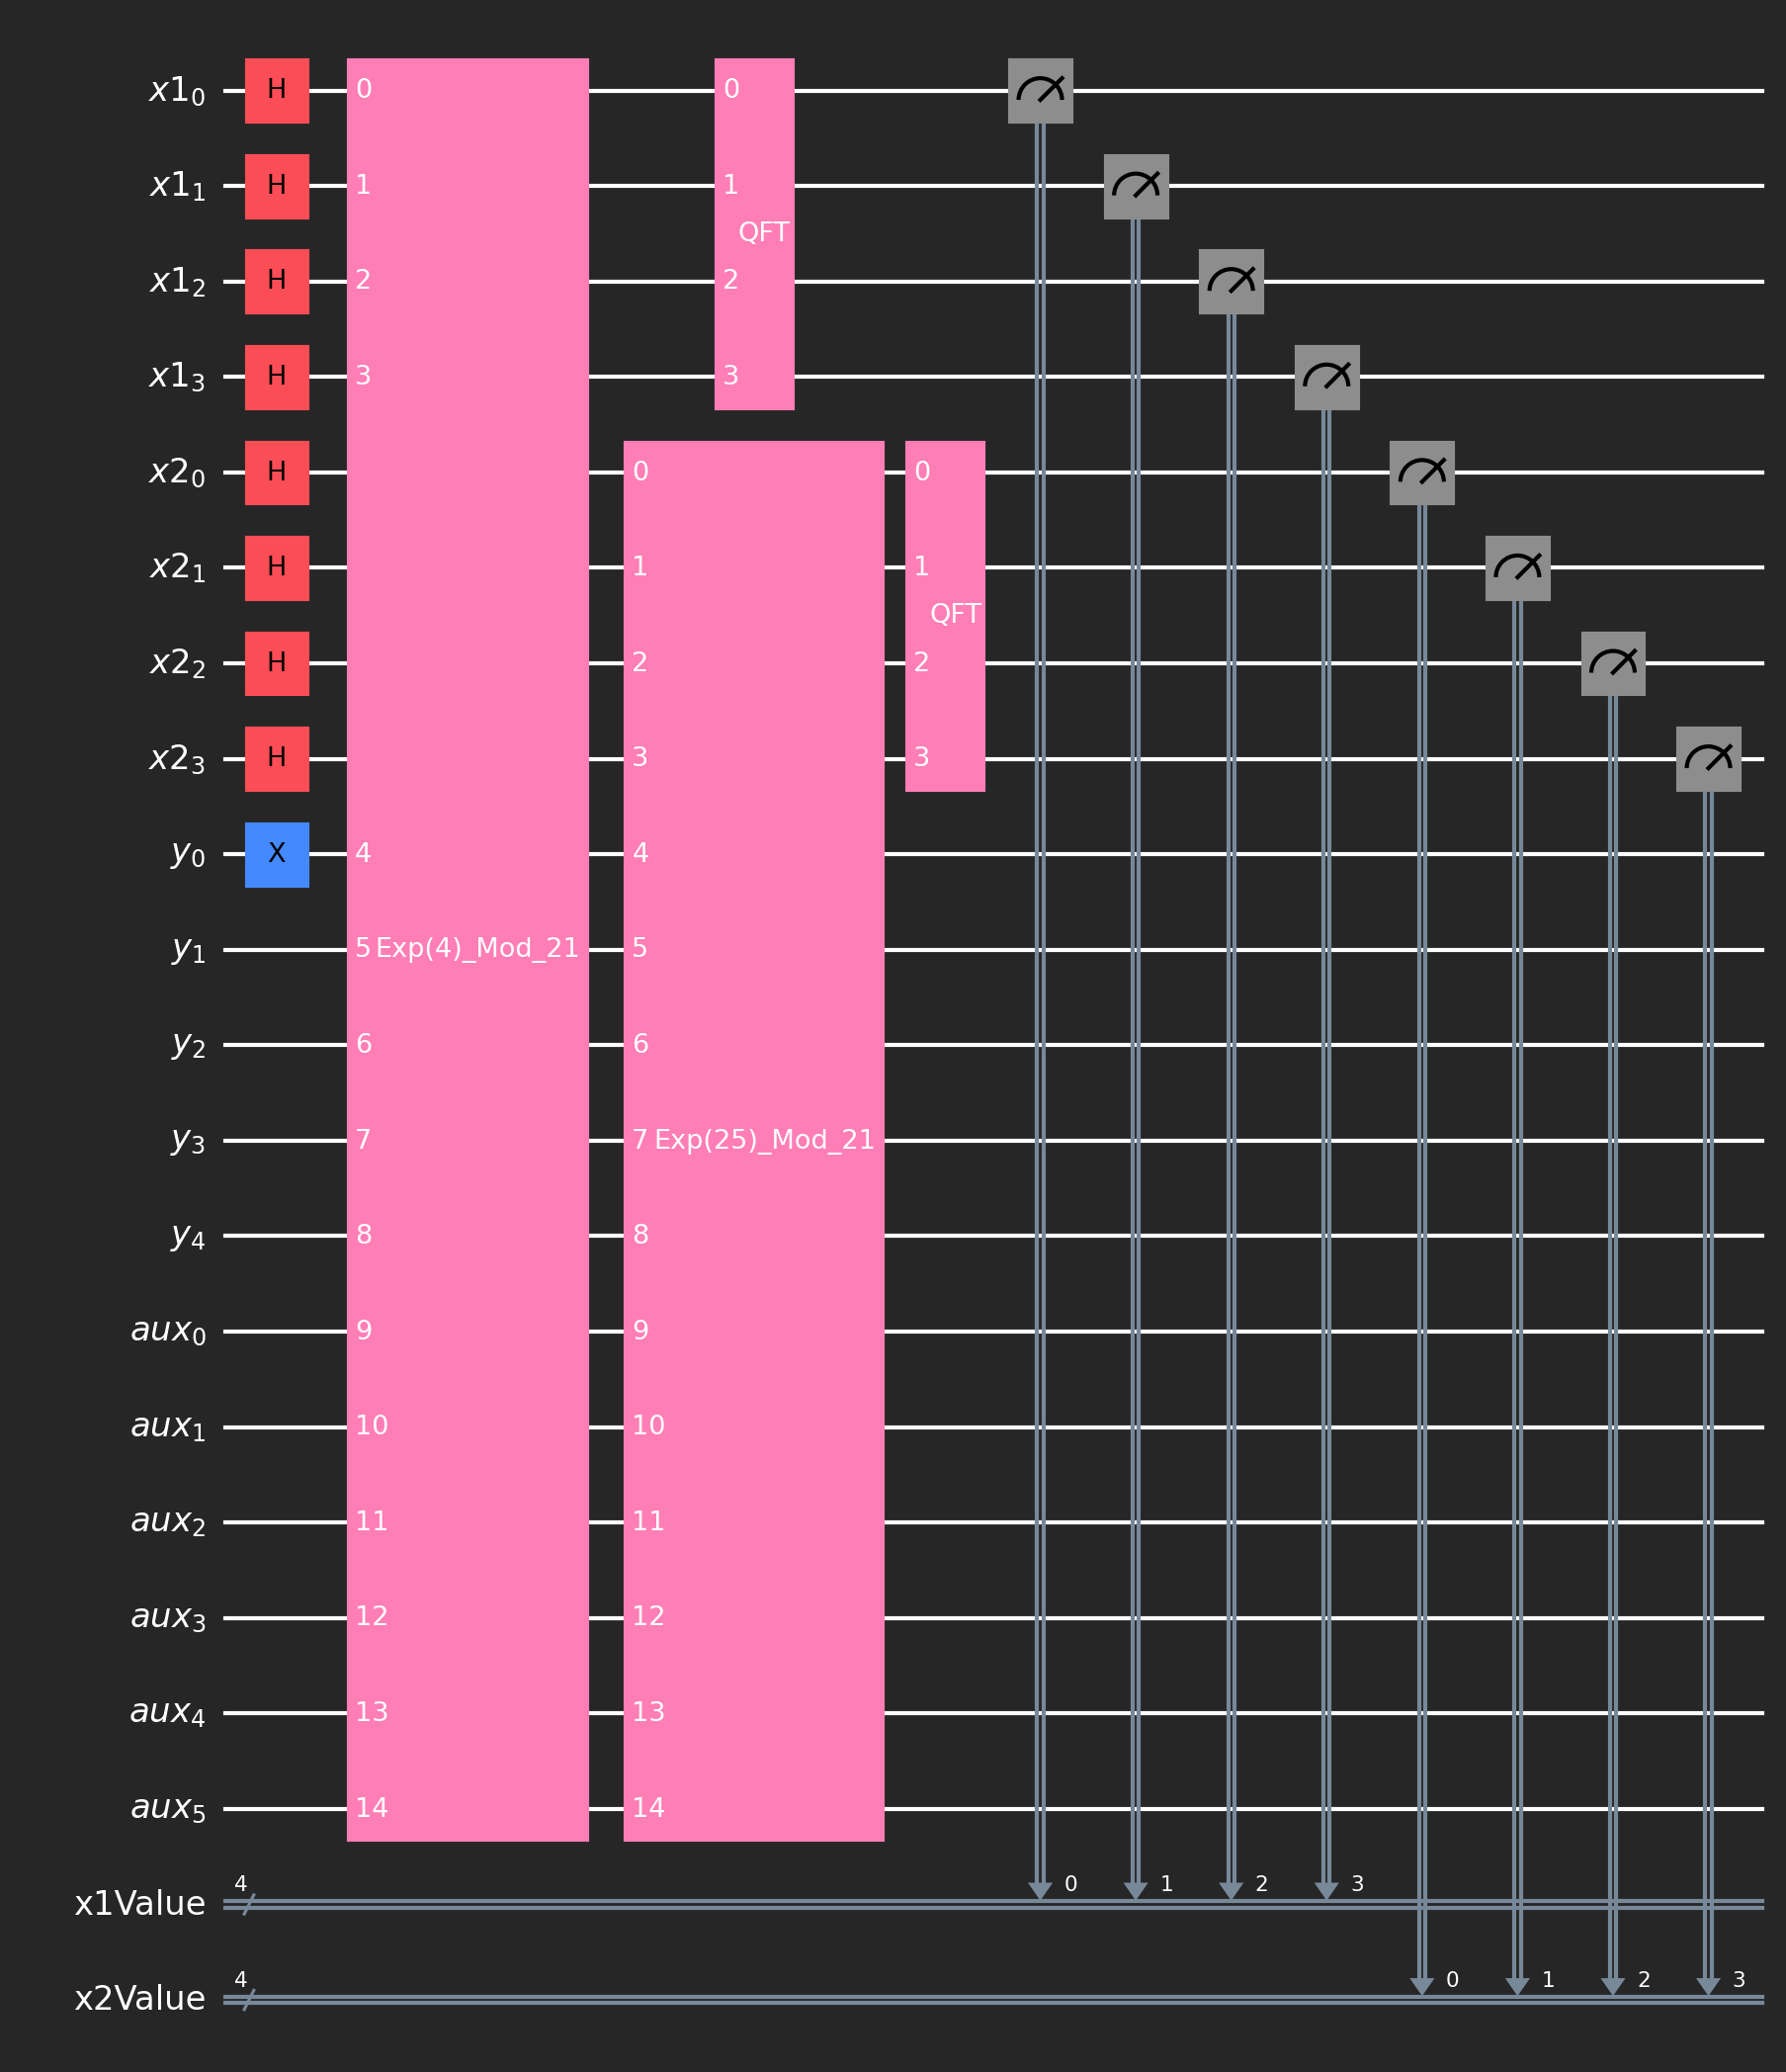 x1₀ H 0 0
x1₁ H 1 1
QFT
x1₂ H 2 2
x1₃ H 3 3
x2₀ H 0 0
x2₁ H 1 1
QFT
x2₂ H 2 2
x2₃ H 3 3
y₀ X 4 4
y₁ 5 Exp(4)_Mod_21 5
y₂ 6 6
y₃ 7 7 Exp(25)_Mod_21
y₄ 8 8
aux₀ 9 9
aux₁ 10 10
aux₂ 11 11
aux₃ 12 12
aux₄ 13 13
aux₅ 14 14
x1Value 4 0 1 2 3
x2Value 4 0 1 2 3